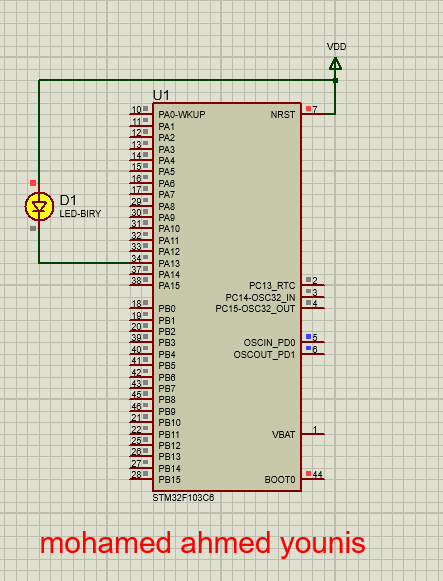 VDD
U1
10 PA0-WKUP NRST 7
11 PA1
12 PA2
13 PA3
14 PA4
15 PA5
16 PA6
17 PA7
29 PA8
30 PA9
31 PA10
32 PA11
33 PA12
34 PA13
37 PA14
38 PA15
D1
LED-BIRY
PC13_RTC 2
PC14-OSC32_IN 3
PC15-OSC32_OUT 4
18 PB0
19 PB1
20 PB2
39 PB3
40 PB4
41 PB5
42 PB6
43 PB7
45 PB8
46 PB9
21 PB10
22 PB11
25 PB12
26 PB13
27 PB14
28 PB15
OSCIN_PD0 5
OSCOUT_PD1 6
VBAT 1
BOOT0 44
STM32F103C6
mohamed ahmed younis